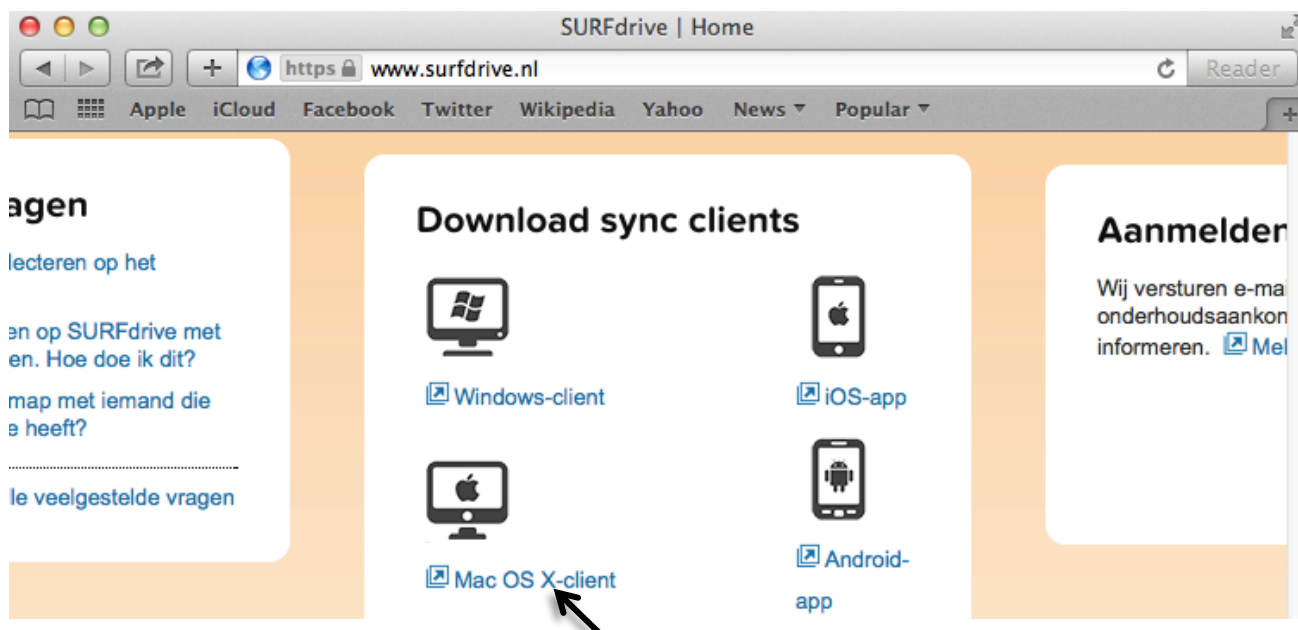 SURFdrive | Home
https www.surfdrive.nl
Reader
Apple iCloud Facebook Twitter Wikipedia Yahoo News Popular
agen
lecteren op het
en op SURFdrive met
en. Hoe doe ik dit?
map met iemand die
e heeft?
lle veelgestelde vragen
Download sync clients
Windows-client
iOS-app
Mac OS X-client
Android-
app
Aanmelden
Wij versturen e-mai
onderhoudsaankon
informeren. Mel